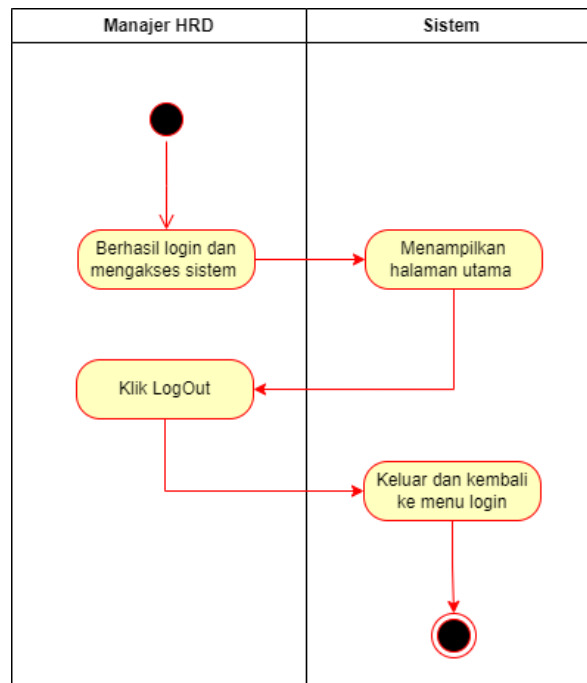 Manajer HRD
Sistem
Berhasil login dan
mengakses sistem
Menampilkan
halaman utama
Klik LogOut
Keluar dan kembali
ke menu login